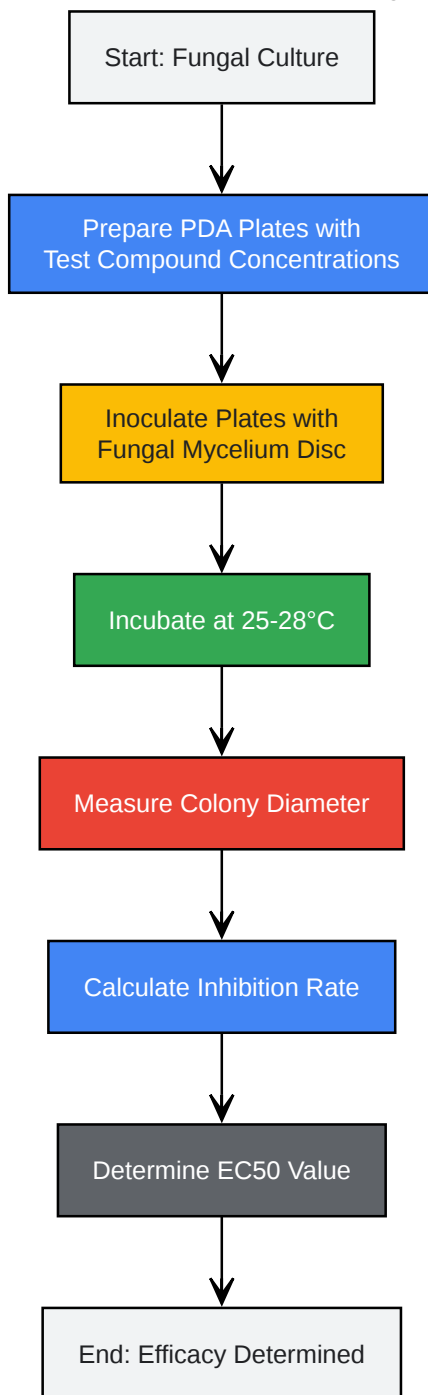 Start: Fungal Culture
Prepare PDA Plates with
Test Compound Concentrations
Inoculate Plates with
Fungal Mycelium Disc
Incubate at 25-28°C
Measure Colony Diameter
Calculate Inhibition Rate
Determine EC50 Value
End: Efficacy Determined